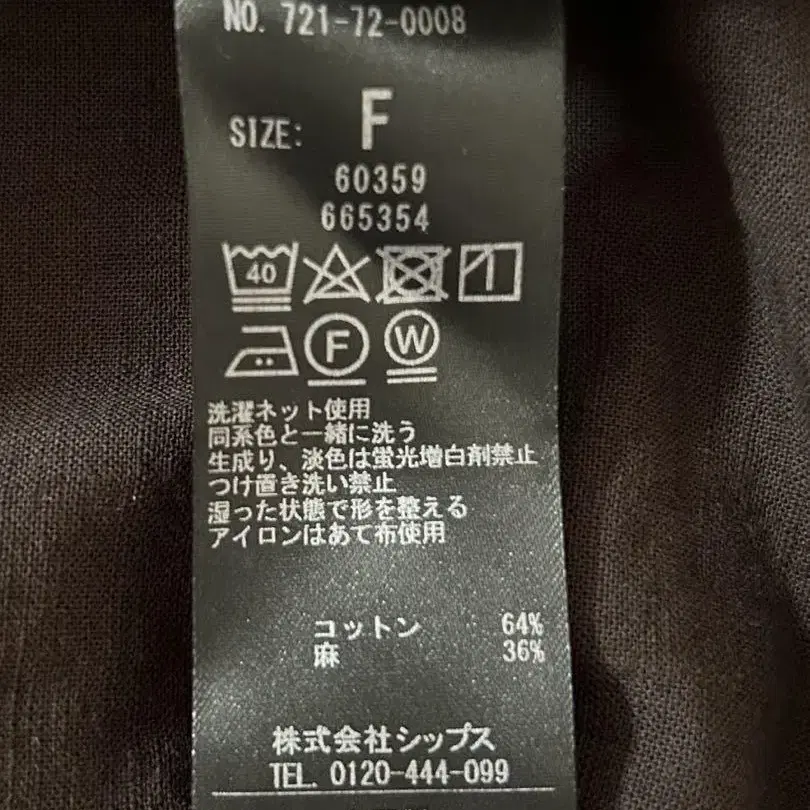 NO. 721-72-0008
SIZE: F
60359
665354
40
F W
洗濯ネット使用
同系色と一緒に洗う
生成り、淡色は蛍光増白剤禁止
つけ置き洗い禁止
湿った状態で形を整える
アイロンはあて布使用
コットン 64%
麻 36%
株式会社シップス
TEL. 0120-444-099